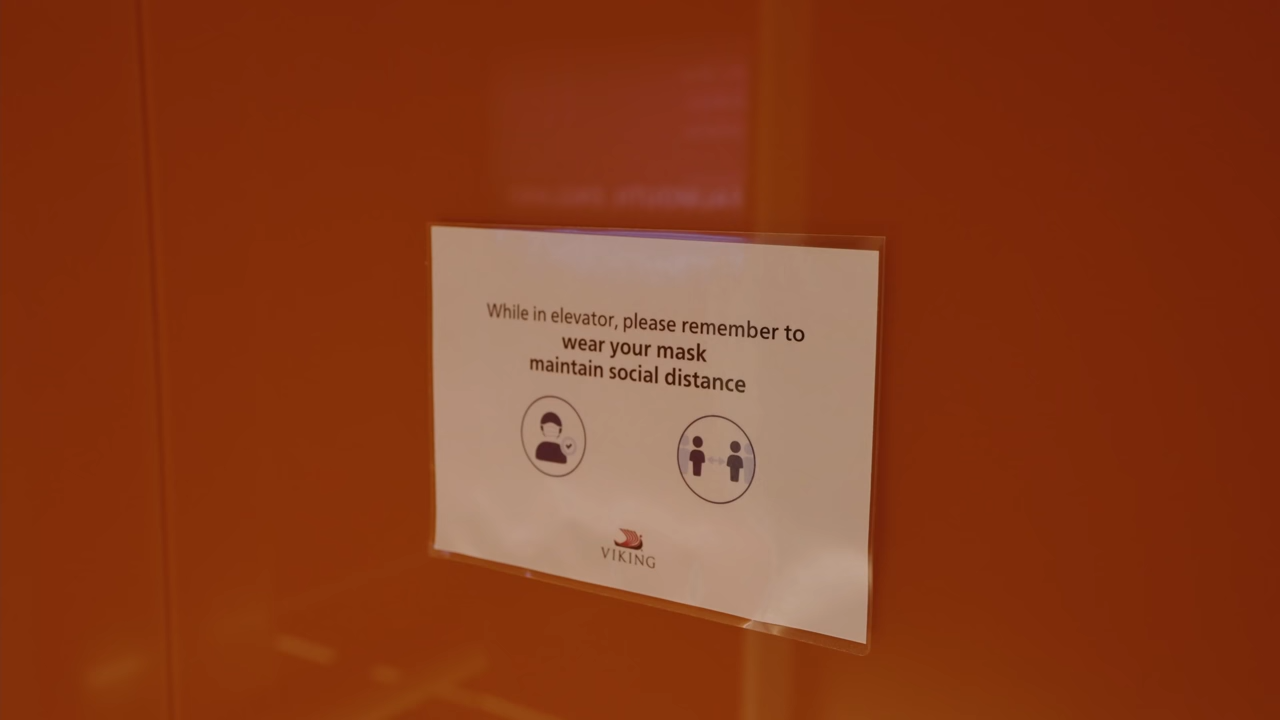 While in elevator, please remember to
wear your mask
maintain social distance
VIKING